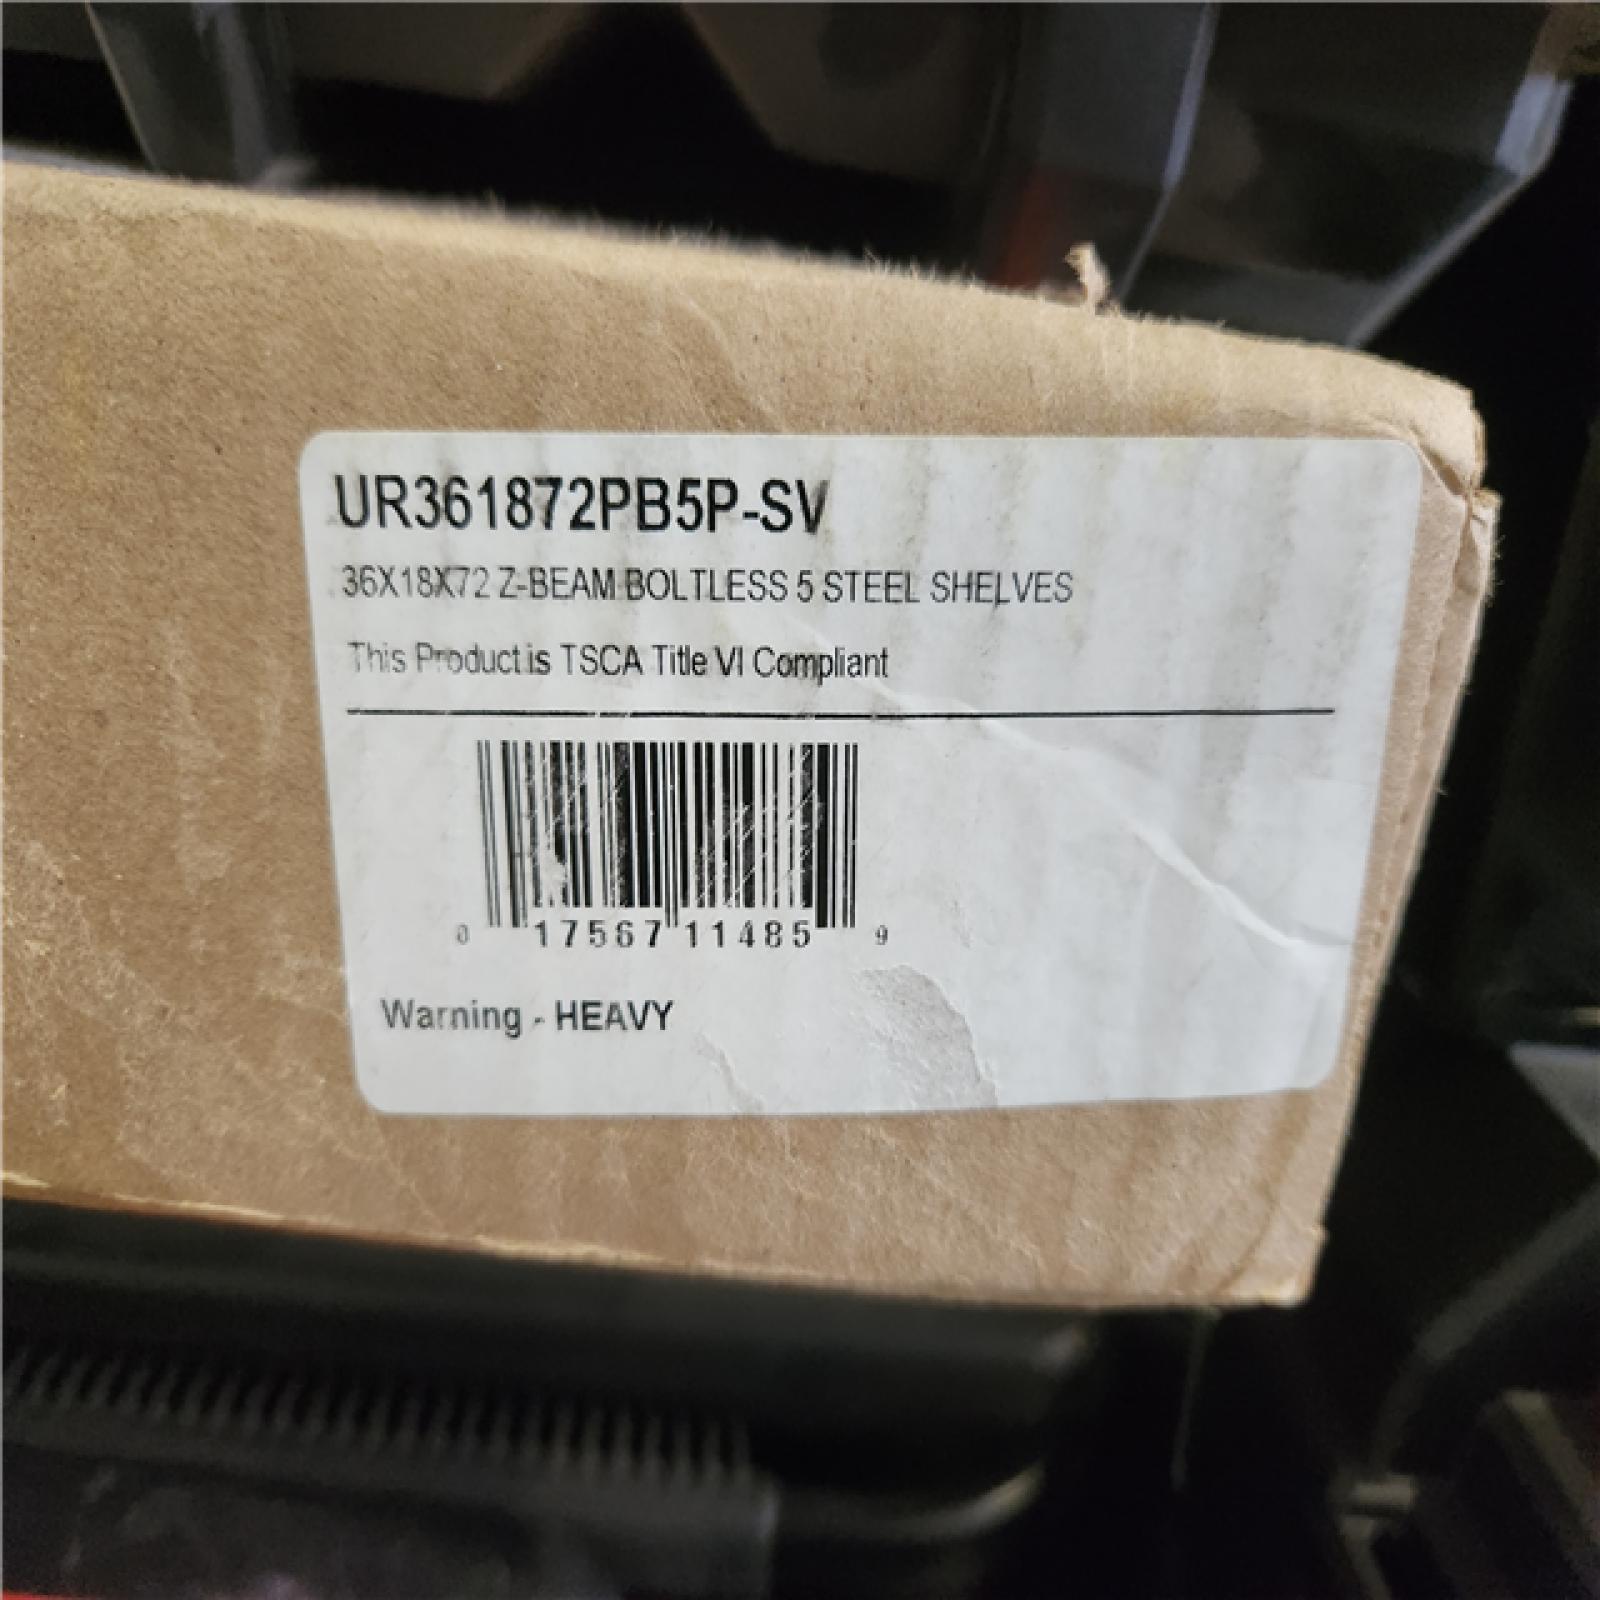 UR361872PB5P-SV
36X18X72 Z-BEAM BOLTLESS 5 STEEL SHELVES
This Product is TSCA Title VI Compliant
0 17567 11485 9
Warning - HEAVY